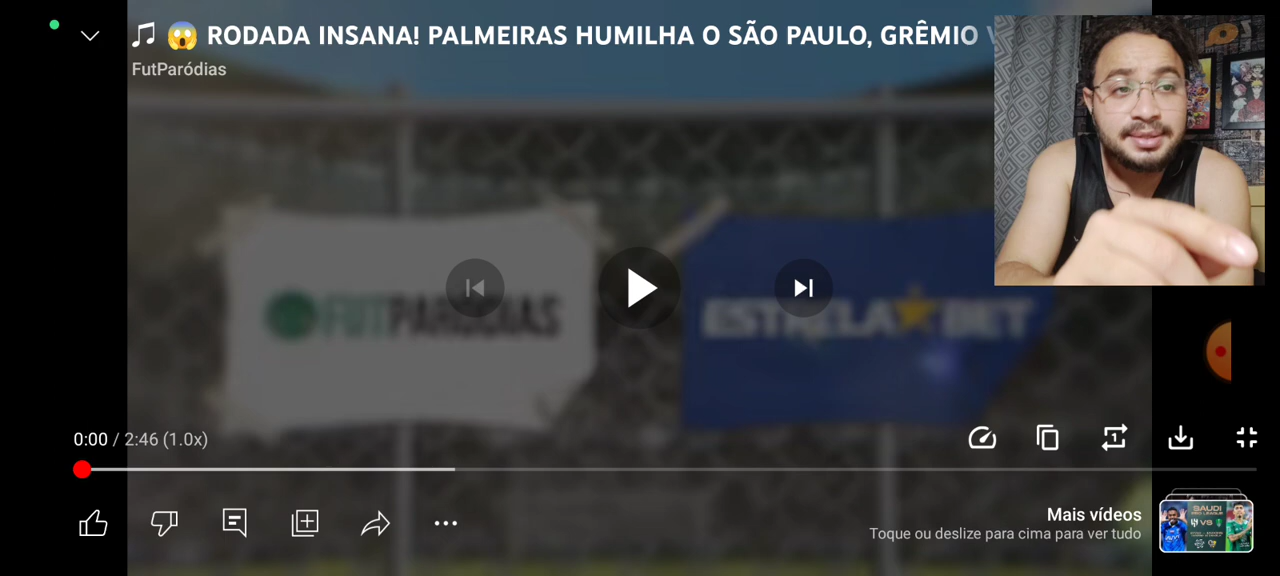 🎵 😱 RODADA INSANA! PALMEIRAS HUMILHA O SÃO PAULO, GRÊMIO
FutParódias
FUTPARÓDIAS
ESTRELA BET
0:00 / 2:46 (1.0x)
1
Mais vídeos
Toque ou deslize para cima para ver tudo
SAUDI
VS